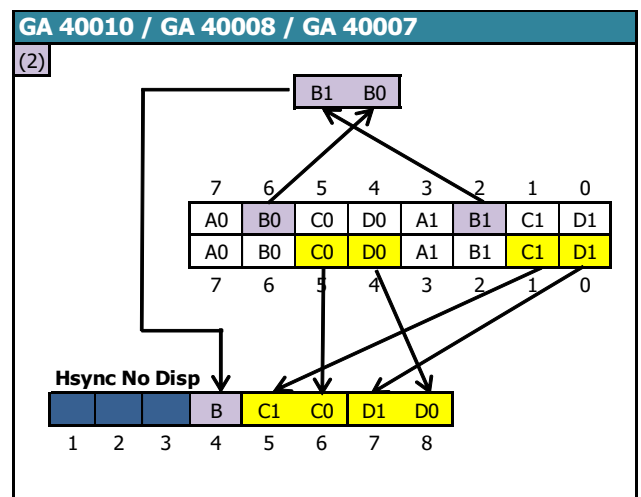 GA 40010 / GA 40008 / GA 40007
(2)
B1 B0
7 6 5 4 3 2 1 0
A0 B0 C0 D0 A1 B1 C1 D1
A0 B0 C0 D0 A1 B1 C1 D1
7 6 5 4 3 2 1 0
Hsync No Disp
B C1 C0 D1 D0
1 2 3 4 5 6 7 8